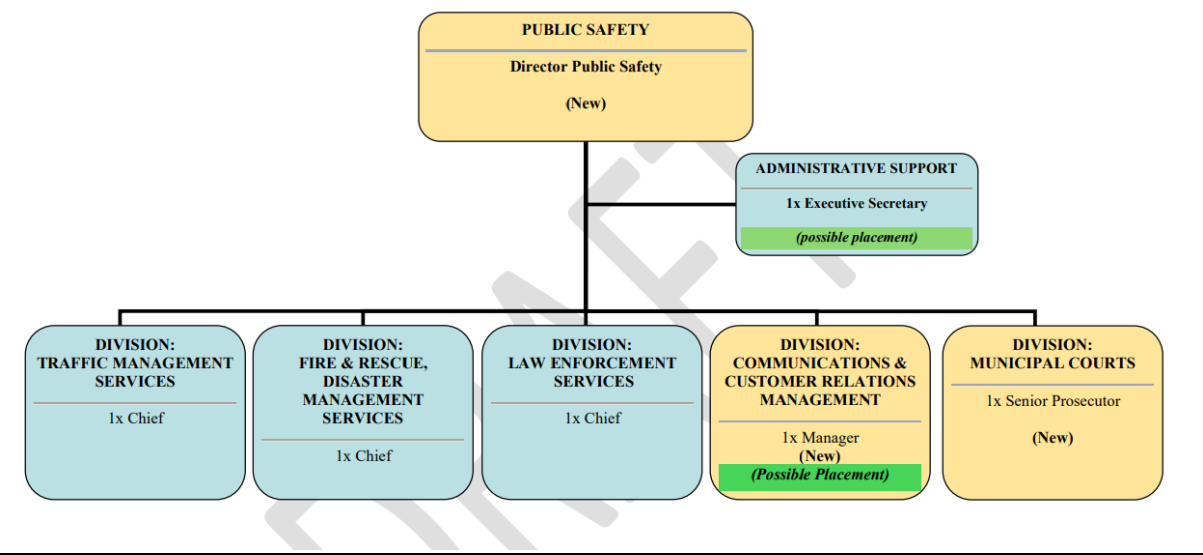 PUBLIC SAFETY
Director Public Safety
(New)
ADMINISTRATIVE SUPPORT
1x Executive Secretary
(possible placement)
DIVISION:
TRAFFIC MANAGEMENT
SERVICES
1x Chief
DIVISION:
FIRE & RESCUE,
DISASTER
MANAGEMENT
SERVICES
1x Chief
DIVISION:
LAW ENFORCEMENT
SERVICES
1x Chief
DIVISION:
COMMUNICATIONS &
CUSTOMER RELATIONS
MANAGEMENT
1x Manager
(New)
(Possible Placement)
DIVISION:
MUNICIPAL COURTS
1x Senior Prosecutor
(New)
DRAFT